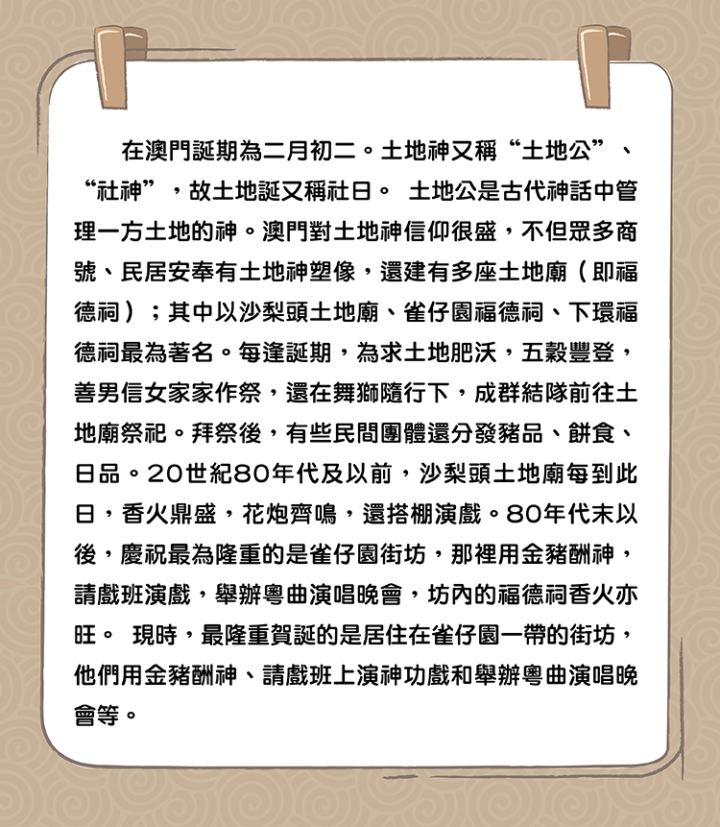 在澳門誕期為二月初二。土地神又稱“土地公”、
“社神”，故土地誕又稱社日。 土地公是古代神話中管
理一方土地的神。澳門對土地神信仰很盛，不但眾多商
號、民居安奉有土地神塑像，還建有多座土地廟（即福
德祠）；其中以沙梨頭土地廟、雀仔園福德祠、下環福
德祠最為著名。每逢誕期，為求土地肥沃，五穀豐登，
善男信女家家作祭，還在舞獅隨行下，成群結隊前往土
地廟祭祀。拜祭後，有些民間團體還分發豬品、餅食、
日品。20世紀80年代及以前，沙梨頭土地廟每到此
日，香火鼎盛，花炮齊鳴，還搭棚演戲。80年代末以
後，慶祝最為隆重的是雀仔園街坊，那裡用金豬酬神，
請戲班演戲，舉辦粵曲演唱晚會，坊內的福德祠香火亦
旺。 現時，最隆重賀誕的是居住在雀仔園一帶的街坊，
他們用金豬酬神、請戲班上演神功戲和舉辦粵曲演唱晚
會等。